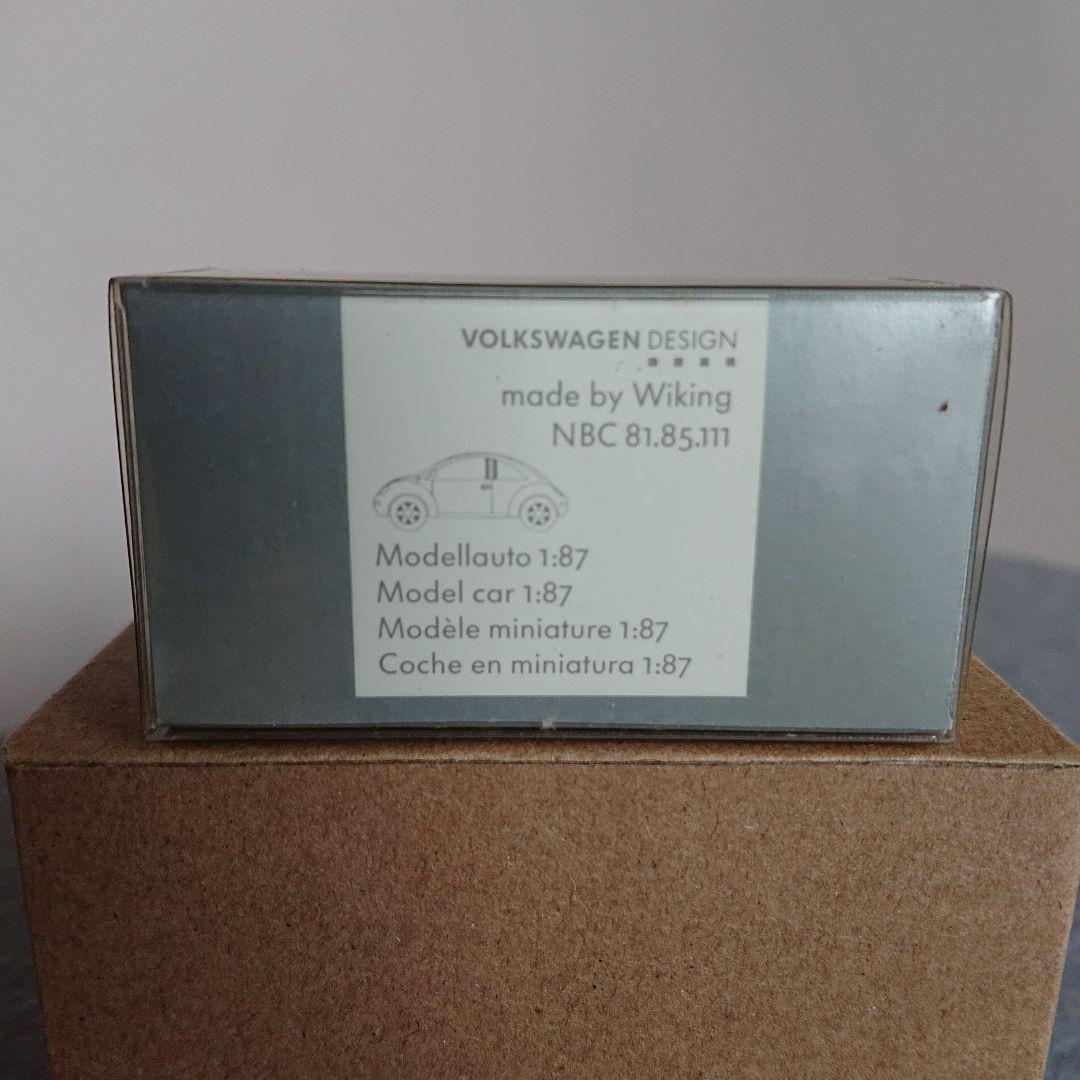 VOLKSWAGEN DESIGN
made by Wiking
NBC 81.85.111
Modellauto 1:87
Model car 1:87
Modèle miniature 1:87
Coche en miniatura 1:87